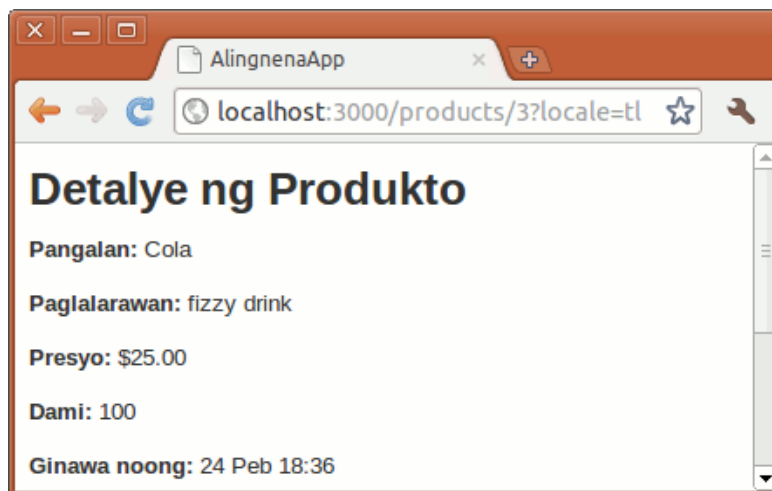 AlingnenaApp
localhost:3000/products/3?locale=tl
Detalye ng Produkto
Pangalan: Cola
Paglalarawan: fizzy drink
Presyo: $25.00
Dami: 100
Ginawa noong: 24 Peb 18:36